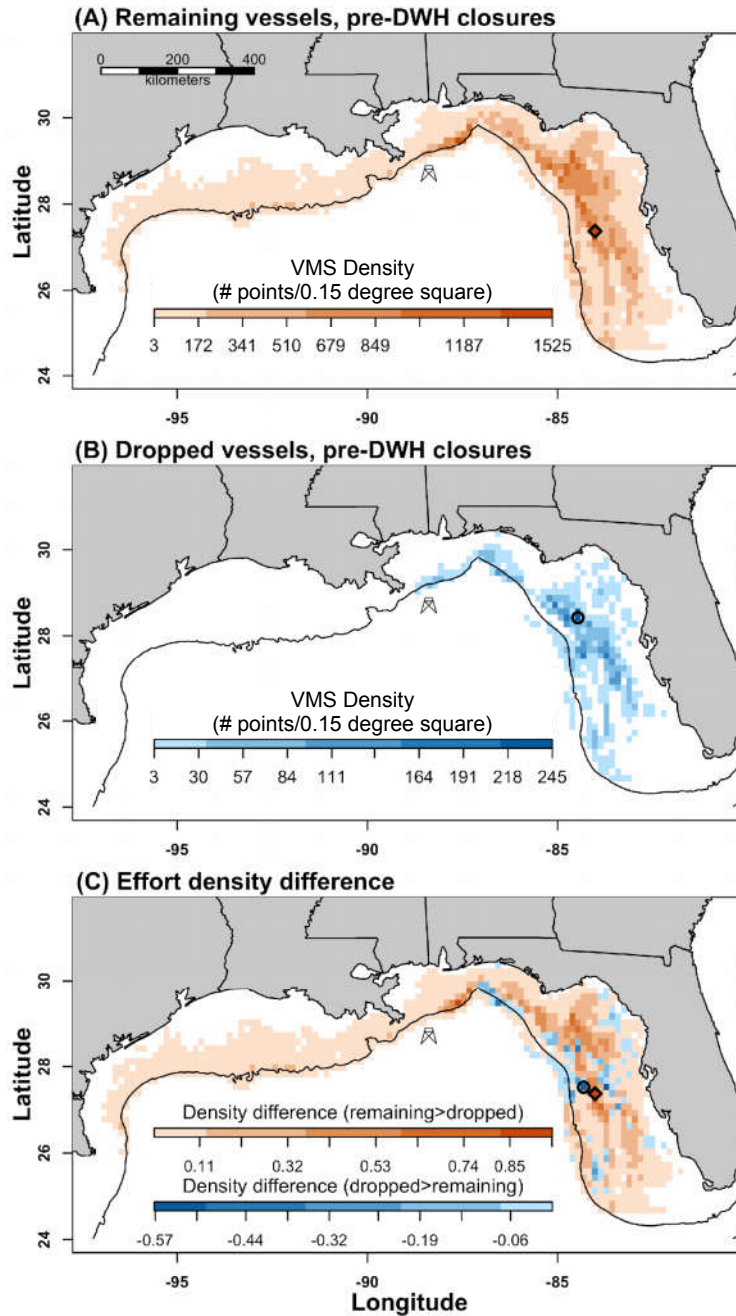 (A) Remaining vessels, pre-DWH closures
0 200 400
kilometers
30
28
26
24
Latitude
VMS Density
(# points/0.15 degree square)
3 172 341 510 679 849 1187 1525
-95 -90 -85
(B) Dropped vessels, pre-DWH closures
30
28
26
24
Latitude
VMS Density
(# points/0.15 degree square)
3 30 57 84 111 164 191 218 245
-95 -90 -85
(C) Effort density difference
30
28
26
24
Latitude
Density difference (remaining>dropped)
0.11 0.32 0.53 0.74 0.85
Density difference (dropped>remaining)
-0.57 -0.44 -0.32 -0.19 -0.06
-95 -90 -85
Longitude